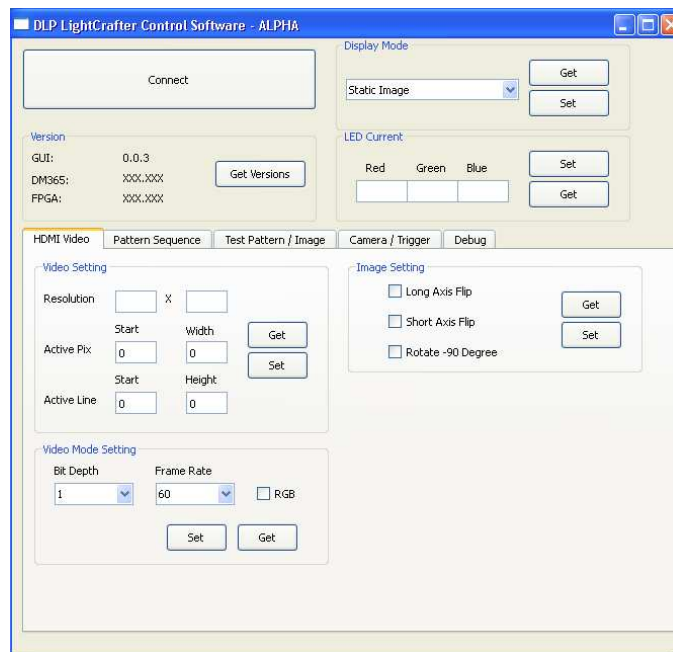 DLP LightCrafter Control Software - ALPHA
Connect
Display Mode
Static Image
Get
Set
Version
GUI: 0.0.3
DM365: XXX.XXX
FPGA: XXX.XXX
Get Versions
LED Current
Red Green Blue
Set
Get
HDMI Video Pattern Sequence Test Pattern / Image Camera / Trigger Debug
Video Setting
Resolution X
Start Width
Active Pix 0 0
Get
Set
Start Height
Active Line 0 0
Image Setting
Long Axis Flip
Short Axis Flip
Rotate -90 Degree
Get
Set
Video Mode Setting
Bit Depth Frame Rate
1 60 RGB
Set Get